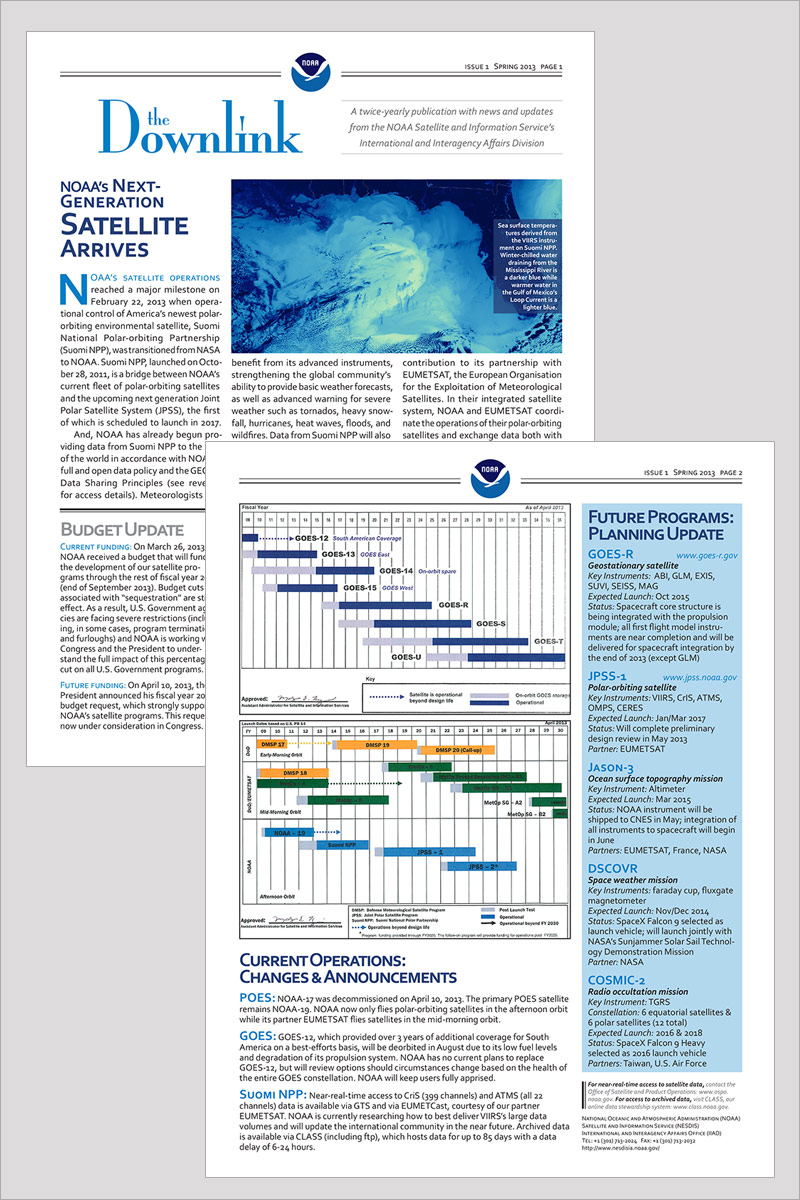 NOAA
ISSUE 1 SPRING 2013 PAGE 1
the
Downlink
A twice-yearly publication with news and updates
from the NOAA Satellite and Information Service's
International and Interagency Affairs Division
NOAA's NEXT-
GENERATION
SATELLITE
ARRIVES
NOAA'S SATELLITE OPERATIONS
reached a major milestone on
February 22, 2013 when opera-
tional control of America's newest polar-
orbiting environmental satellite, Suomi
National Polar-orbiting Partnership
(Suomi NPP), was transitioned from NASA
to NOAA. Suomi NPP, launched on Octo-
ber 28, 2011, is a bridge between NOAA's
current fleet of polar-orbiting satellites
and the upcoming next generation Joint
Polar Satellite System (JPSS), the first
of which is scheduled to launch in 2017.
And, NOAA has already begun pro-
viding data from Suomi NPP to the
of the world in accordance with NOA
full and open data policy and the GEO
Data Sharing Principles (see reve
for access details). Meteorologists
Sea surface tempera-
tures derived from
the VIIRS instru-
ment on Suomi NPP.
Winter-chilled water
draining from the
Mississippi River is
a darker blue while
warmer water in
the Gulf of Mexico's
Loop Current is a
lighter blue.
benefit from its advanced instruments,
strengthening the global community's
ability to provide basic weather forecasts,
as well as advanced warning for severe
weather such as tornados, heavy snow-
fall, hurricanes, heat waves, floods, and
wildfires. Data from Suomi NPP will also
contribution to its partnership with
EUMETSAT, the European Organisation
for the Exploitation of Meteorological
Satellites. In their integrated satellite
system, NOAA and EUMETSAT coordi-
nate the operations of their polar-orbiting
satellites and exchange data both with
BUDGET UPDATE
CURRENT FUNDING: On March 26, 2013
NOAA received a budget that will fund
the development of our satellite pro-
grams through the rest of fiscal year 2
(end of September 2013). Budget cuts
associated with "sequestration" are st
effect. As a result, U.S. Government ag
cies are facing severe restrictions (incl
ing, in some cases, program terminati
and furloughs) and NOAA is working w
Congress and the President to under-
stand the full impact of this percentag
cut on all U.S. Government programs.
FUTURE FUNDING: On April 10, 2013, th
President announced his fiscal year 20
budget request, which strongly suppo
NOAA's satellite programs. This reque
now under consideration in Congress.
NOAA
ISSUE 1 SPRING 2013 PAGE 2
Fiscal Year
As of April 2013
09 10 11 12 13 14 15 16 17 18 19 20 21 22 23 24 25 26 27 28 29 30 31 32 33 34 35 36
GOES-12 South American Coverage
GOES-13 GOES East
GOES-14 On-orbit spare
GOES-15 GOES West
GOES-R
GOES-S
GOES-T
GOES-U
Key
Approved:
Assistant Administrator for Satellite and Information Services
Satellite is operational
beyond design life
On-orbit GOES storage
Operational
Launch Dates based on U.S. PB 14
April 2013
FY 09 10 11 12 13 14 15 16 17 18 19 20 21 22 23 24 25 26 27 28 29 30
DoD
DMSP 17
DMSP 19
DMSP 20 (Call-up)
Early-Morning Orbit
DoD/EUMETSAT
DMSP 18
MetOp SG - A2
MetOp SG - B2
Mid-Morning Orbit
NOAA
NOAA - 19
Suomi NPP
JPSS - 1
JPSS - 2*
Afternoon Orbit
Approved:
Assistant Administrator for Satellite and Information Services
DMSP: Defense Meteorological Satellite Program
JPSS: Joint Polar Satellite Program
Suomi NPP: Suomi National Polar Partnership
Operations beyond design life
Post Launch Test
Operational
Operational beyond FY 2030
* Program funding provided through FY2025. The follow-on program will provide funding for operations past FY2025.
CURRENT OPERATIONS:
CHANGES & ANNOUNCEMENTS
POES: NOAA-17 was decommissioned on April 10, 2013. The primary POES satellite
remains NOAA-19. NOAA now only flies polar-orbiting satellites in the afternoon orbit
while its partner EUMETSAT flies satellites in the mid-morning orbit.
GOES: GOES-12, which provided over 3 years of additional coverage for South
America on a best-efforts basis, will be deorbited in August due to its low fuel levels
and degradation of its propulsion system. NOAA has no current plans to replace
GOES-12, but will review options should circumstances change based on the health of
the entire GOES constellation. NOAA will keep users fully apprised.
SUOMI NPP: Near-real-time access to CriS (399 channels) and ATMS (all 22
channels) data is available via GTS and via EUMETCast, courtesy of our partner
EUMETSAT. NOAA is currently researching how to best deliver VIIRS's large data
volumes and will update the international community in the near future. Archived data
is available via CLASS (including ftp), which hosts data for up to 85 days with a data
delay of 6-24 hours.
FUTURE PROGRAMS:
PLANNING UPDATE
GOES-R www.goes-r.gov
Geostationary satellite
Key Instruments: ABI, GLM, EXIS,
SUVI, SEISS, MAG
Expected Launch: Oct 2015
Status: Spacecraft core structure is
being integrated with the propulsion
module; all first flight model instru-
ments are near completion and will be
delivered for spacecraft integration by
the end of 2013 (except GLM)
JPSS-1 www.jpss.noaa.gov
Polar-orbiting satellite
Key Instruments: VIIRS, CrIS, ATMS,
OMPS, CERES
Expected Launch: Jan/Mar 2017
Status: Will complete preliminary
design review in May 2013
Partner: EUMETSAT
JASON-3
Ocean surface topography mission
Key Instrument: Altimeter
Expected Launch: Mar 2015
Status: NOAA instrument will be
shipped to CNES in May; integration of
all instruments to spacecraft will begin
in June
Partners: EUMETSAT, France, NASA
DSCOVR
Space weather mission
Key Instruments: faraday cup, fluxgate
magnetometer
Expected Launch: Nov/Dec 2014
Status: SpaceX Falcon 9 selected as
launch vehicle; will launch jointly with
NASA's Sunjammer Solar Sail Technol-
ogy Demonstration Mission
Partner: NASA
COSMIC-2
Radio occultation mission
Key Instrument: TGRS
Constellation: 6 equatorial satellites &
6 polar satellites (12 total)
Expected Launch: 2016 & 2018
Status: SpaceX Falcon 9 Heavy
selected as 2016 launch vehicle
Partners: Taiwan, U.S. Air Force
For near-real-time access to satellite data, contact the
Office of Satellite and Product Operations: www.ospo.
noaa.gov. For access to archived data, visit CLASS, our
online data stewardship system: www.class.noaa.gov.
NATIONAL OCEANIC AND ATMOSPHERIC ADMINISTRATION (NOAA)
SATELLITE AND INFORMATION SERVICE (NESDIS)
INTERNATIONAL AND INTERAGENCY AFFAIRS OFFICE (IIAD)
TEL: +1 (301) 713-2024 FAX: +1 (301) 713-2032
http://www.nesdisia.noaa.gov/